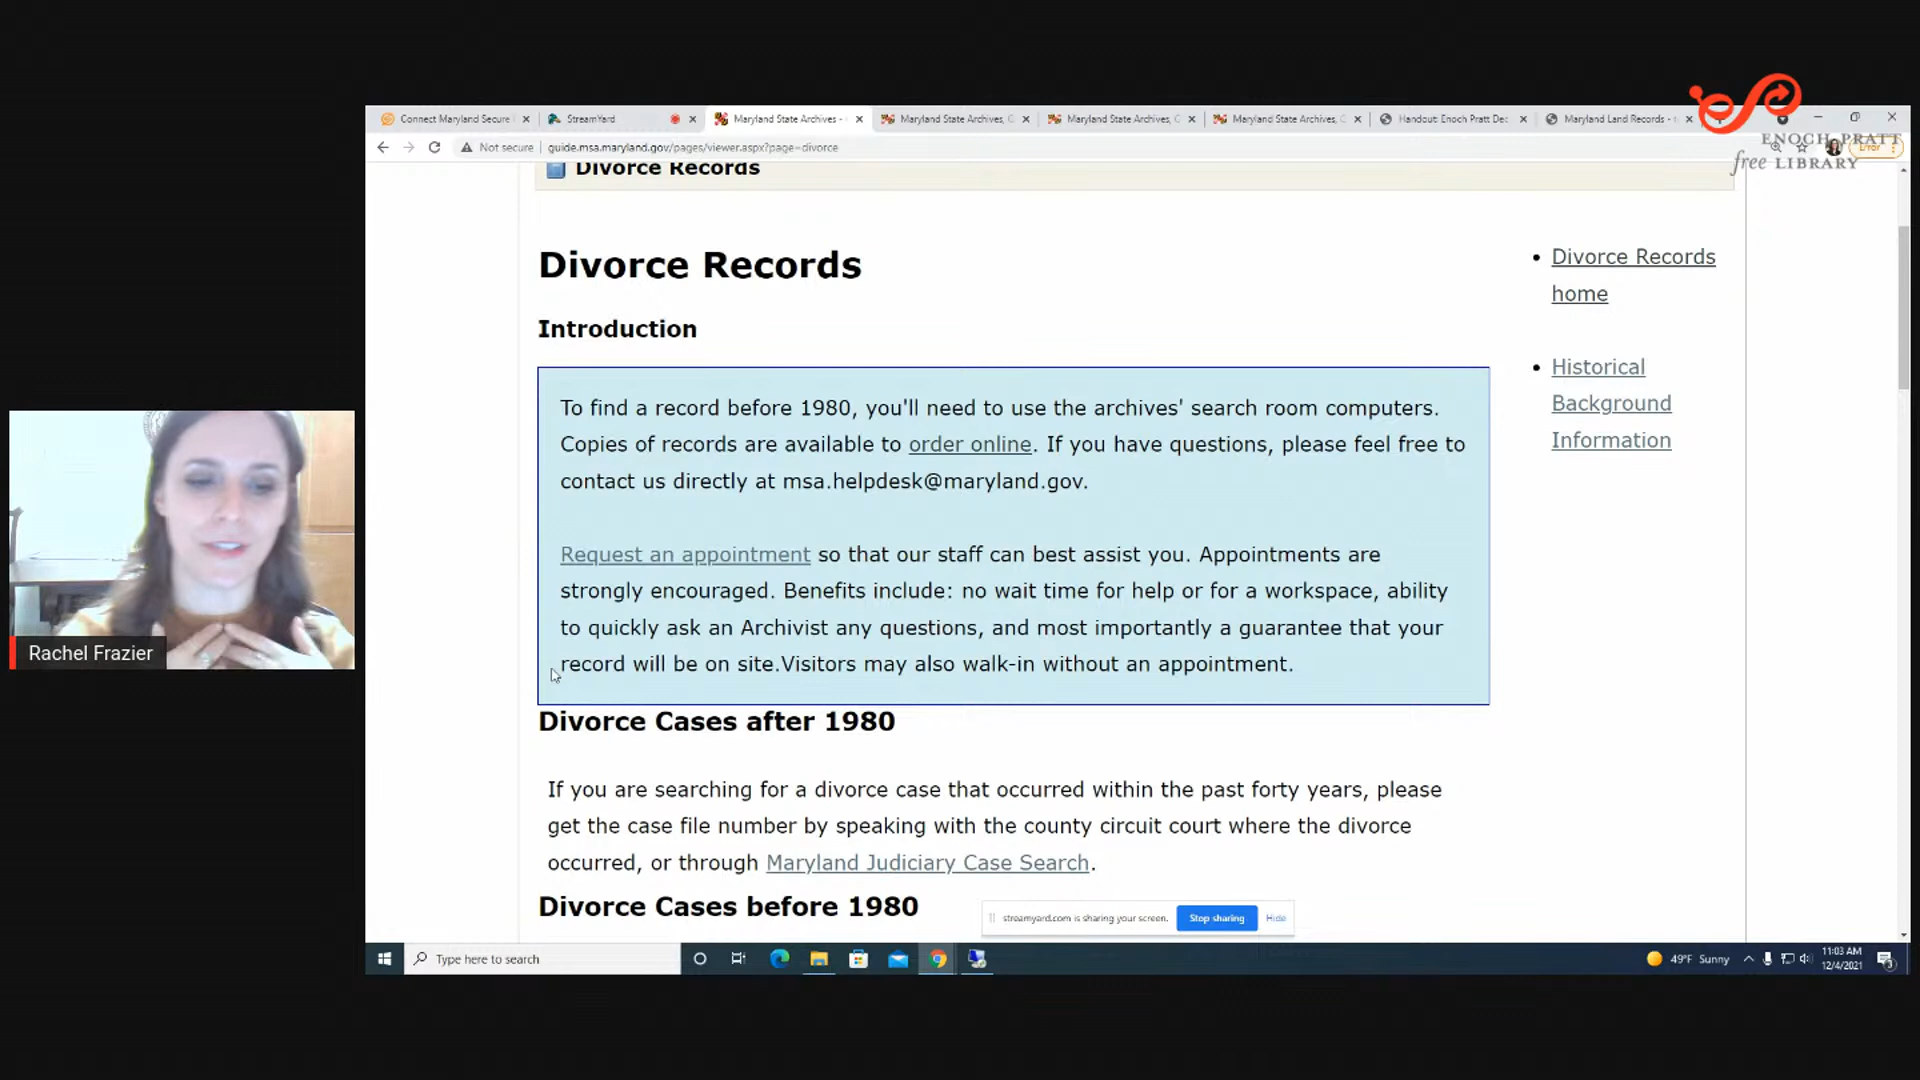 ENOCH PRATT
free LIBRARY
Connect Maryland Secure
StreamYard
Maryland State Archives -
Maryland State Archives, G
Maryland State Archives, G
Maryland State Archives, G
Handout: Enoch Pratt Dec
Maryland Land Records -
Not secure
guide.msa.maryland.gov/pages/viewer.aspx?page=divorce
Error
Divorce Records
Divorce Records
Introduction
To find a record before 1980, you'll need to use the archives' search room computers.
Copies of records are available to order online. If you have questions, please feel free to
contact us directly at msa.helpdesk@maryland.gov.
Request an appointment so that our staff can best assist you. Appointments are
strongly encouraged. Benefits include: no wait time for help or for a workspace, ability
to quickly ask an Archivist any questions, and most importantly a guarantee that your
record will be on site.Visitors may also walk-in without an appointment.
Divorce Cases after 1980
If you are searching for a divorce case that occurred within the past forty years, please
get the case file number by speaking with the county circuit court where the divorce
occurred, or through Maryland Judiciary Case Search.
Divorce Cases before 1980
Divorce Records
home
Historical
Background
Information
Rachel Frazier
streamyard.com is sharing your screen.
Stop sharing
Hide
Type here to search
49°F Sunny
11:03 AM
12/4/2021